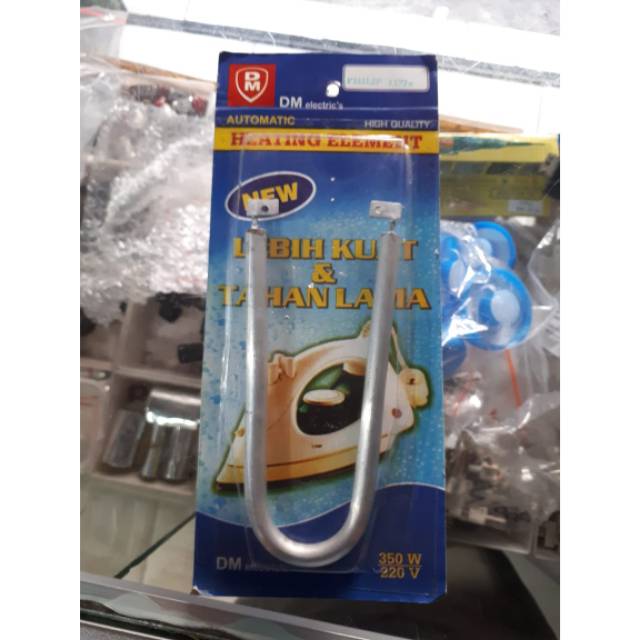 DM
DM electric's
AUTOMATIC
HIGH QUALITY
HEATING ELEMENT
NEW
LEBIH KUAT
&
TAHAN LAMA
DM
350 W
220 V